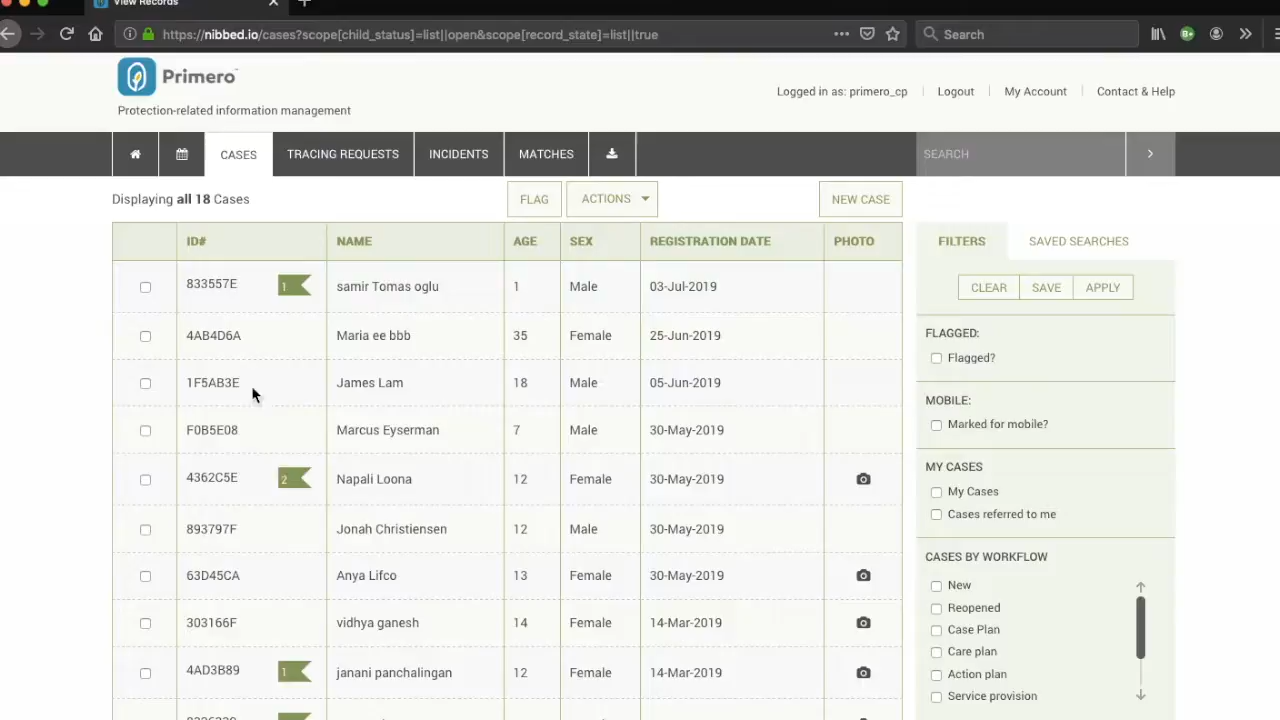 View Records
https://nibbed.io/cases?scope[child_status]=list||open&scope[record_state]=list||true
Search
Primero™
Protection-related information management
Logged in as: primero_cp
Logout
My Account
Contact & Help
CASES
TRACING REQUESTS
INCIDENTS
MATCHES
SEARCH
Displaying all 18 Cases
FLAG
ACTIONS
NEW CASE
ID# NAME AGE SEX REGISTRATION DATE PHOTO
833557E 1 samir Tomas oglu 1 Male 03-Jul-2019
4AB4D6A Maria ee bbb 35 Female 25-Jun-2019
1F5AB3E James Lam 18 Male 05-Jun-2019
F0B5E08 Marcus Eyserman 7 Male 30-May-2019
4362C5E 2 Napali Loona 12 Female 30-May-2019
893797F Jonah Christiensen 12 Male 30-May-2019
63D45CA Anya Lifco 13 Female 30-May-2019
303166F vidhya ganesh 14 Female 14-Mar-2019
4AD3B89 1 janani panchalingan 12 Female 14-Mar-2019
FILTERS
SAVED SEARCHES
CLEAR
SAVE
APPLY
FLAGGED:
Flagged?
MOBILE:
Marked for mobile?
MY CASES
My Cases
Cases referred to me
CASES BY WORKFLOW
New
Reopened
Case Plan
Care plan
Action plan
Service provision